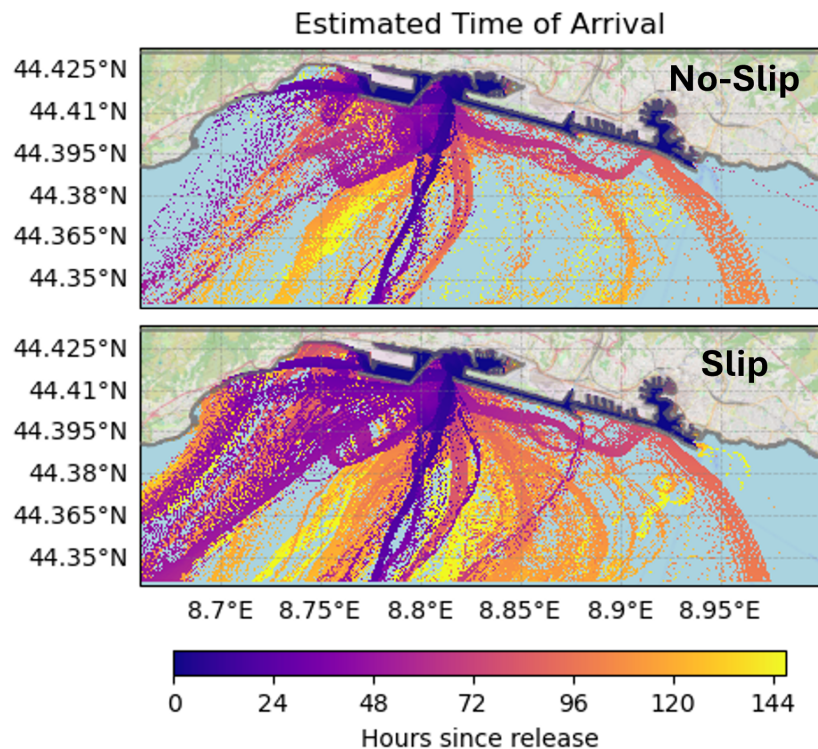 Estimated Time of Arrival
No-Slip
44.425°N
44.41°N
44.395°N
44.38°N
44.365°N
44.35°N
Slip
44.425°N
44.41°N
44.395°N
44.38°N
44.365°N
44.35°N
8.7°E 8.75°E 8.8°E 8.85°E 8.9°E 8.95°E
0 24 48 72 96 120 144
Hours since release